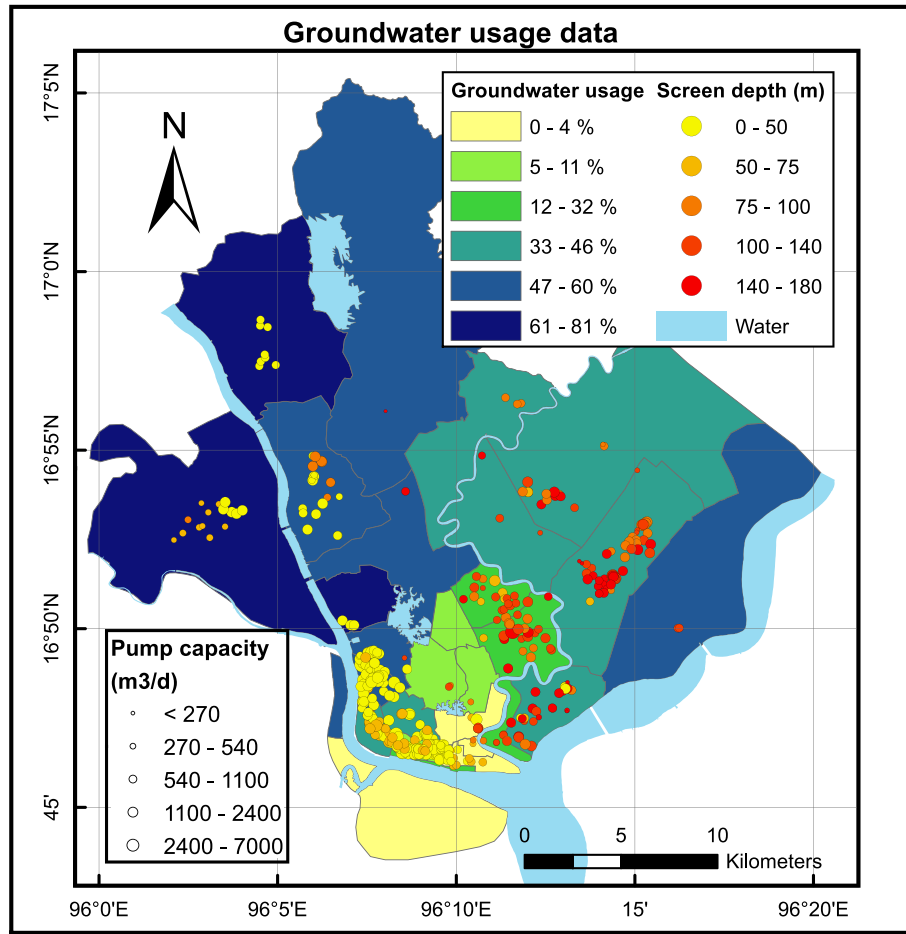 Groundwater usage data
Groundwater usage
0 - 4 %
5 - 11 %
12 - 32 %
33 - 46 %
47 - 60 %
61 - 81 %
Screen depth (m)
0 - 50
50 - 75
75 - 100
100 - 140
140 - 180
Water
N
17°5'N
17°0'N
16°55'N
16°50'N
45'
Pump capacity
(m3/d)
< 270
270 - 540
540 - 1100
1100 - 2400
2400 - 7000
0 5 10
Kilometers
96°0'E 96°5'E 96°10'E 15' 96°20'E